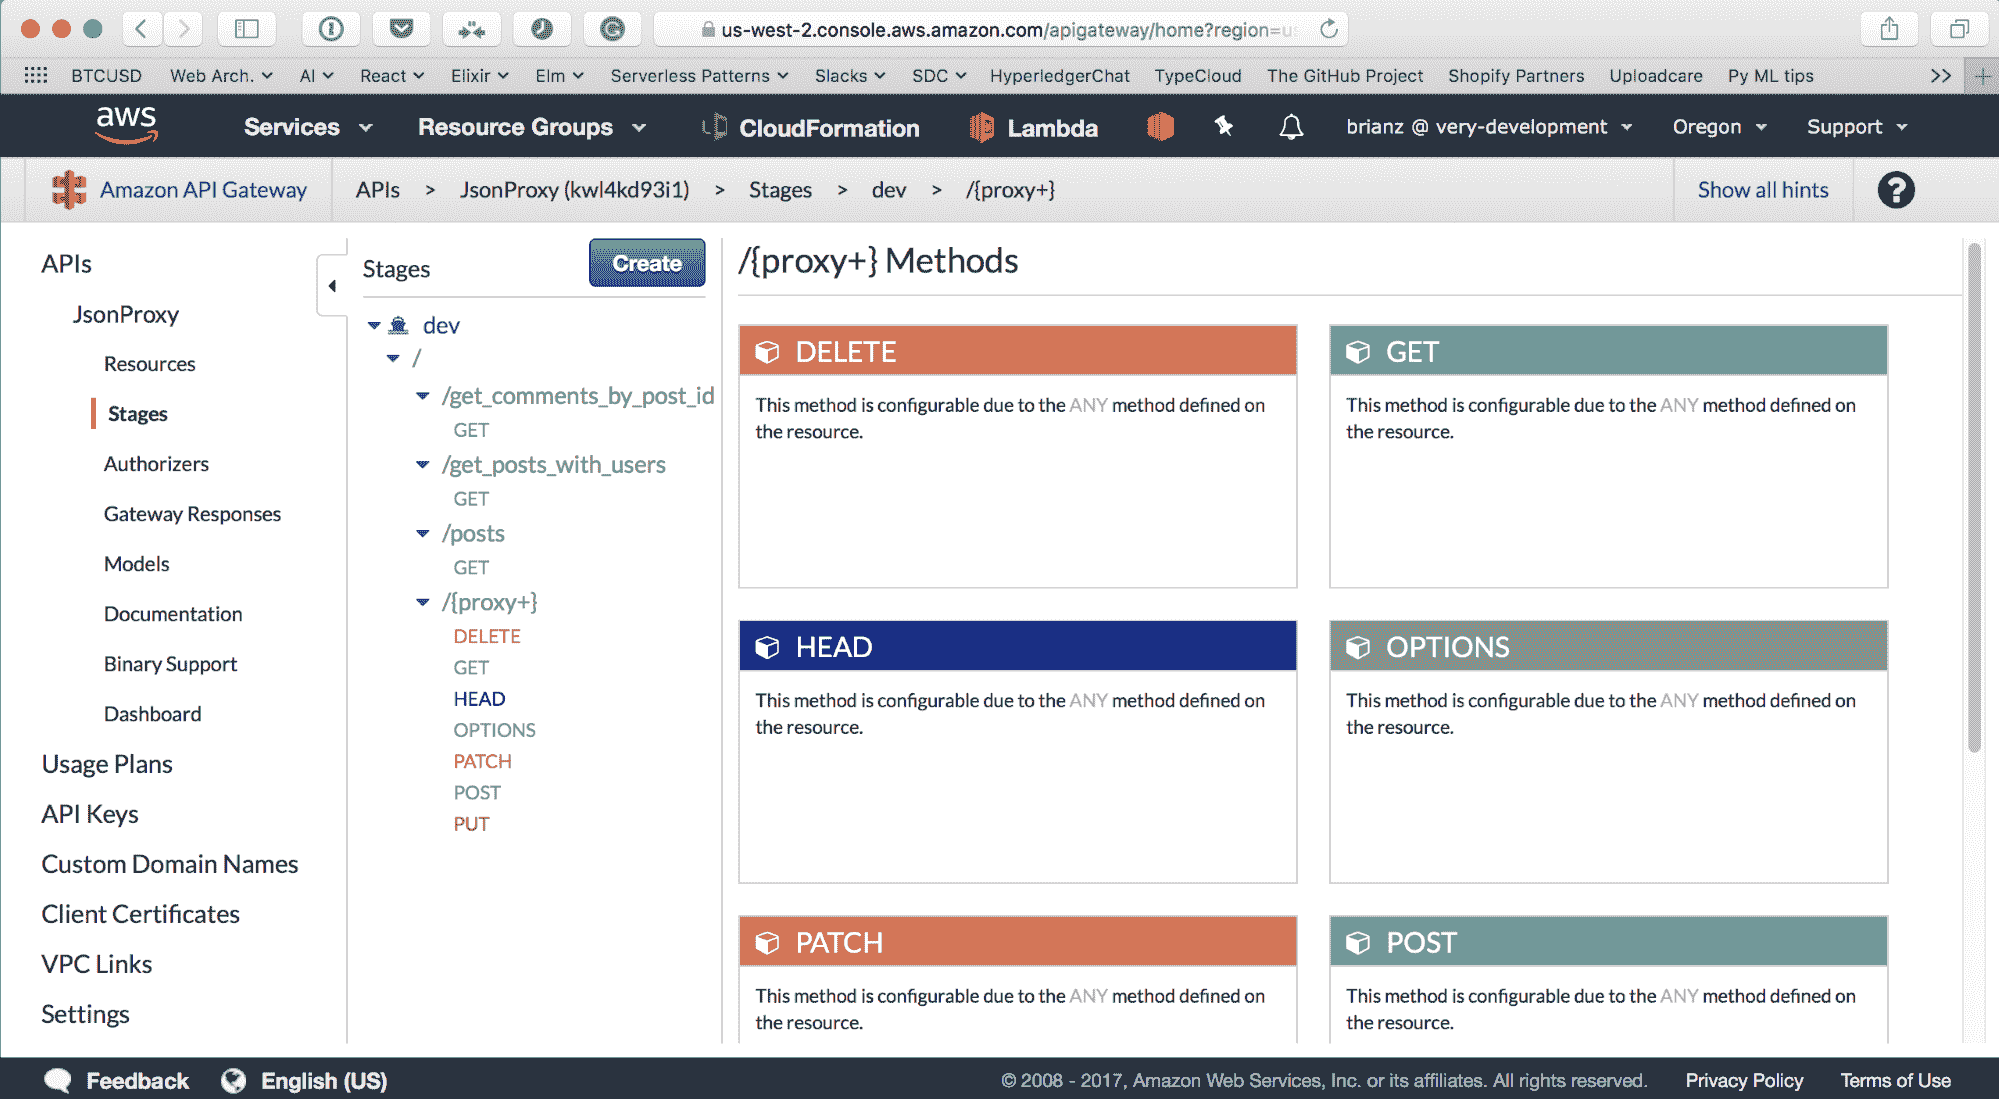 us-west-2.console.aws.amazon.com/apigateway/home?region=us
BTCUSD Web Arch. AI React Elixir Elm Serverless Patterns Slacks SDC HyperledgerChat TypeCloud The GitHub Project Shopify Partners Uploadcare Py ML tips >> +
aws Services Resource Groups CloudFormation Lambda brianz @ very-development Oregon Support
Amazon API Gateway APIs > JsonProxy (kwl4kd93i1) > Stages > dev > /{proxy+} Show all hints ?
APIs
JsonProxy
Resources
Stages
Authorizers
Gateway Responses
Models
Documentation
Binary Support
Dashboard
Usage Plans
API Keys
Custom Domain Names
Client Certificates
VPC Links
Settings
Stages Create
dev
/
/get_comments_by_post_id
GET
/get_posts_with_users
GET
/posts
GET
/{proxy+}
DELETE
GET
HEAD
OPTIONS
PATCH
POST
PUT
/{proxy+} Methods
DELETE
This method is configurable due to the ANY method defined on
the resource.
GET
This method is configurable due to the ANY method defined on
the resource.
HEAD
This method is configurable due to the ANY method defined on
the resource.
OPTIONS
This method is configurable due to the ANY method defined on
the resource.
PATCH
This method is configurable due to the ANY method defined on
the resource.
POST
This method is configurable due to the ANY method defined on
the resource.
Feedback English (US) © 2008 - 2017, Amazon Web Services, Inc. or its affiliates. All rights reserved. Privacy Policy Terms of Use